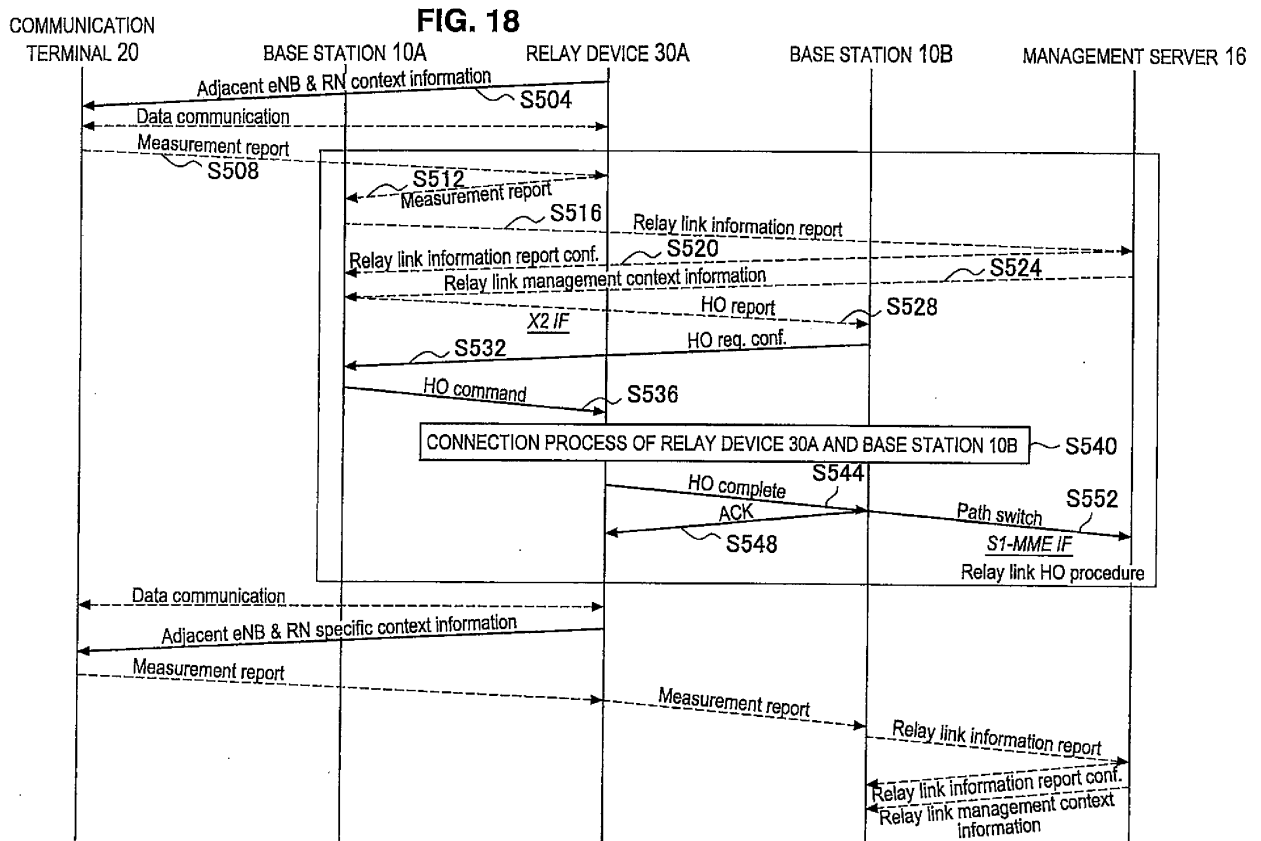 FIG. 18
COMMUNICATION
TERMINAL 20
BASE STATION 10A
RELAY DEVICE 30A
BASE STATION 10B
MANAGEMENT SERVER 16
Adjacent eNB & RN context information
S504
Data communication
Measurement report
S508
S512
Measurement report
S516
Relay link information report
S520
Relay link information report conf.
S524
Relay link management context information
HO report
S528
X2 IF
HO req. conf.
S532
HO command
S536
CONNECTION PROCESS OF RELAY DEVICE 30A AND BASE STATION 10B
S540
HO complete
S544
ACK
S548
Path switch
S552
S1-MME IF
Relay link HO procedure
Data communication
Adjacent eNB & RN specific context information
Measurement report
Measurement report
Relay link information report
Relay link information report conf.
Relay link management context
information